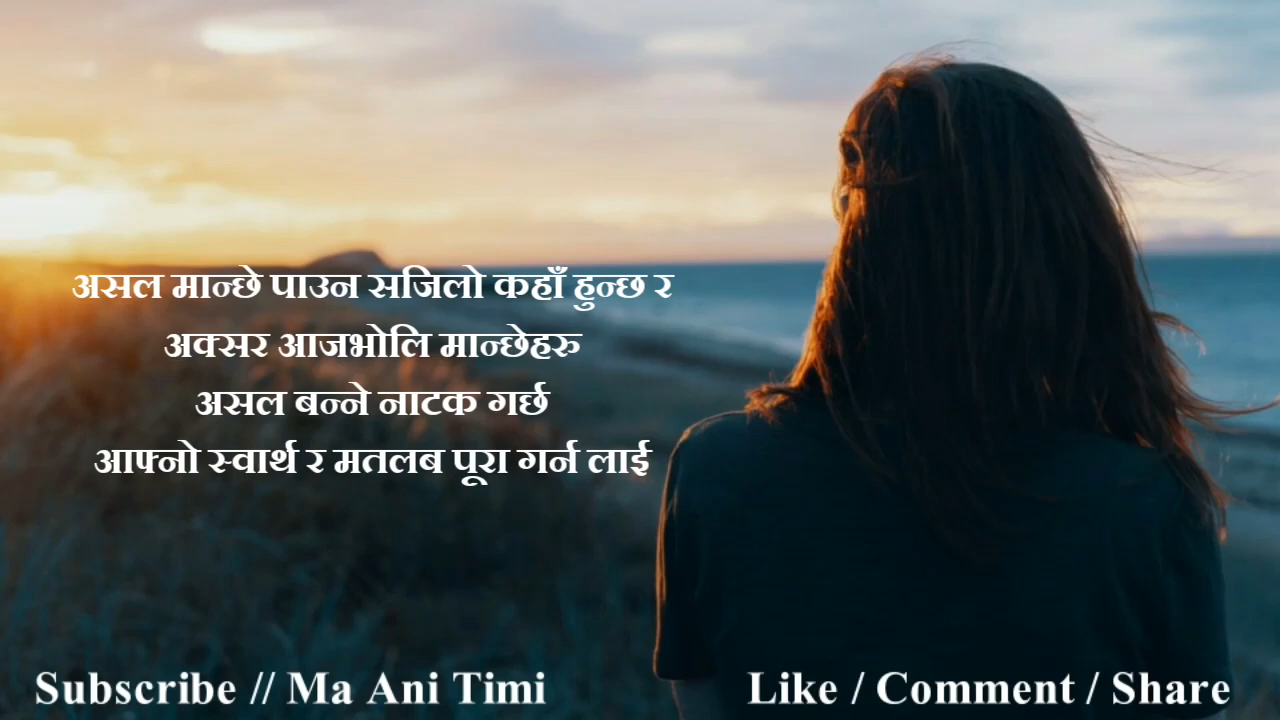 असल मान्छे पाउन सजिलो कहाँ हुन्छ र
अक्सर आजभोलि मान्छेहरु
असल बन्ने नाटक गर्छ
आफ्नो स्वार्थ र मतलब पूरा गर्न लाई
Subscribe // Ma Ani Timi
Like / Comment / Share